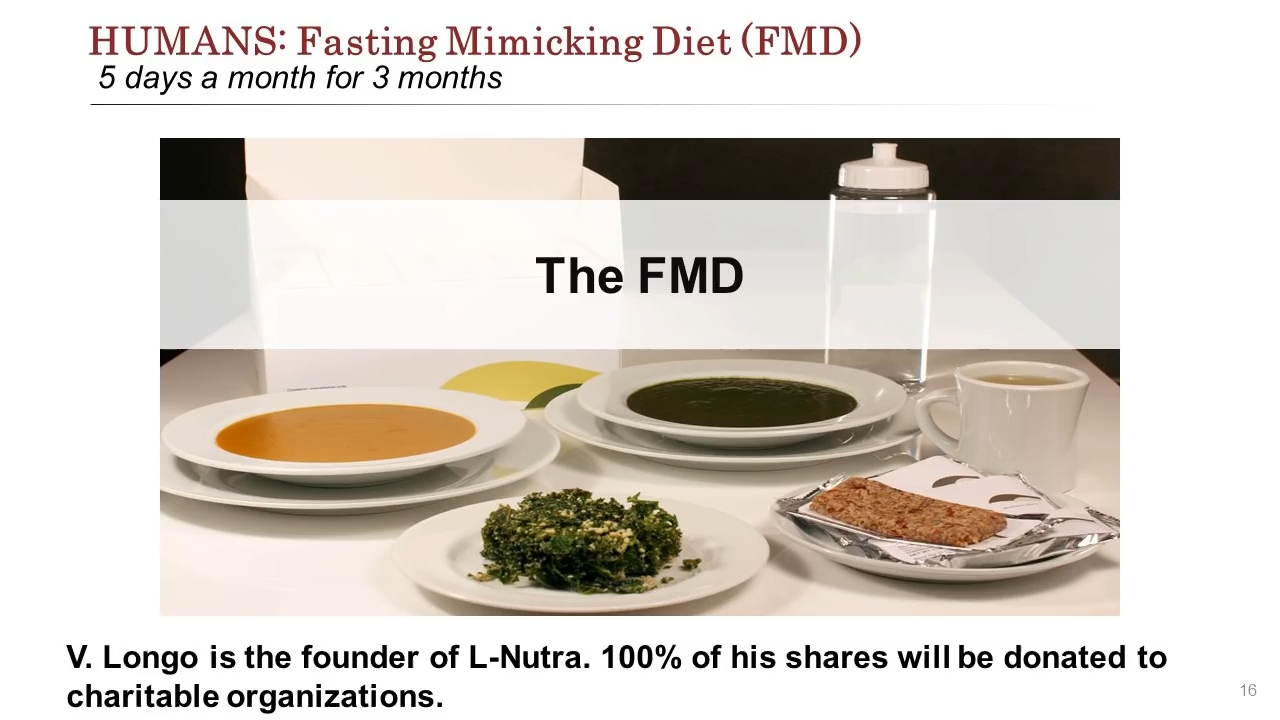 HUMANS: Fasting Mimicking Diet (FMD)
5 days a month for 3 months
The FMD
V. Longo is the founder of L-Nutra. 100% of his shares will be donated to
charitable organizations.
16